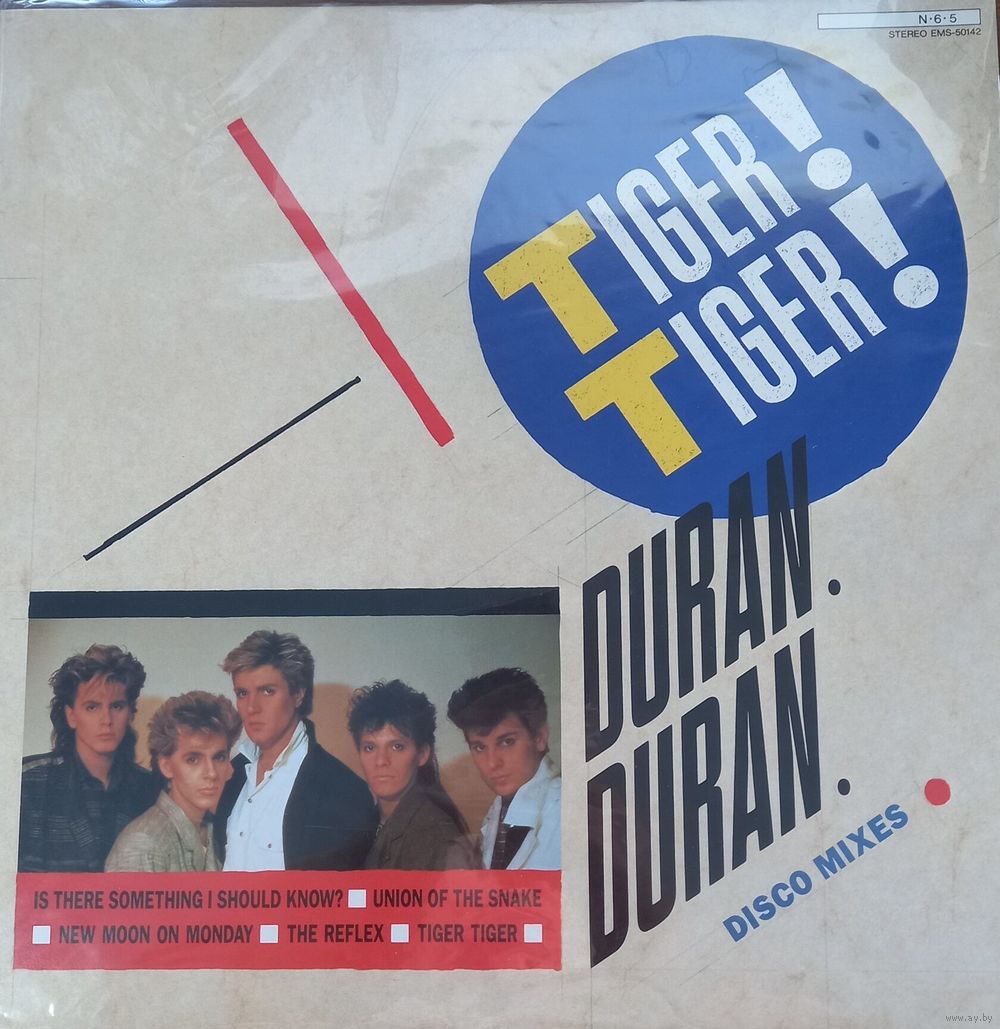 N·6·5
STEREO EMS-50142
TIGER!
TIGER!
DURAN.
DURAN.
DISCO MIXES
IS THERE SOMETHING I SHOULD KNOW? UNION OF THE SNAKE
NEW MOON ON MONDAY THE REFLEX TIGER TIGER
www.ay.by